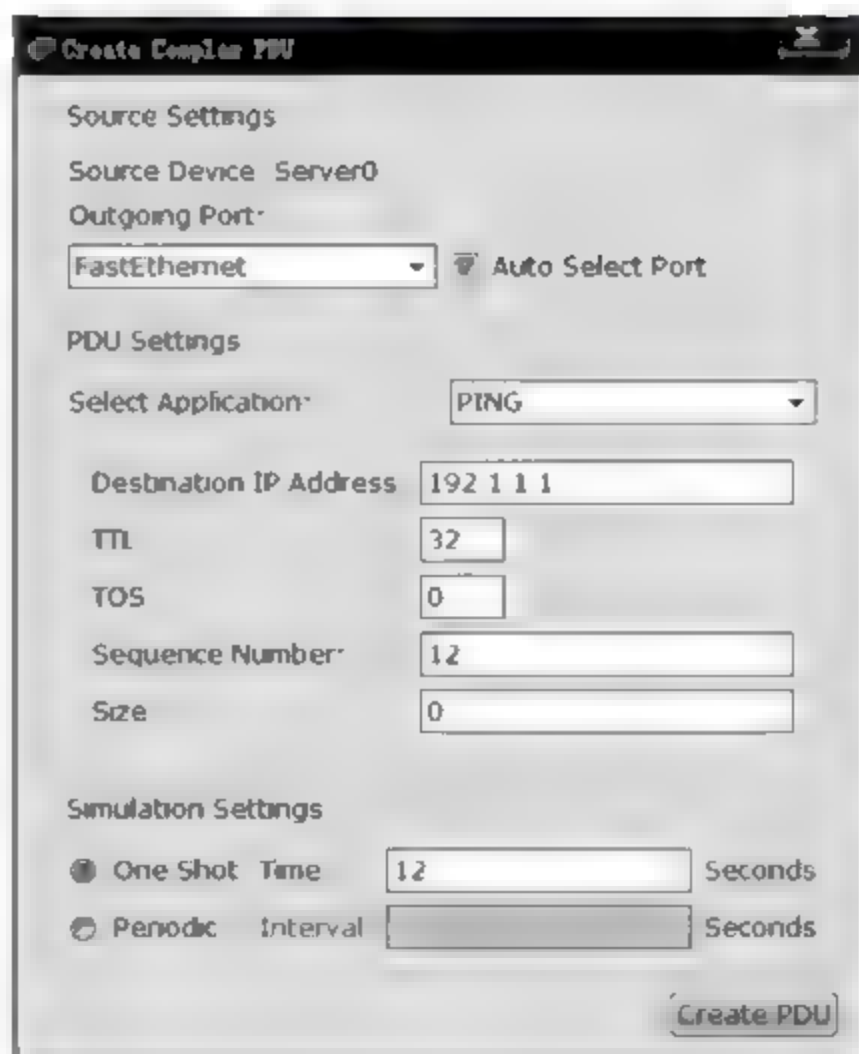 Create Complex PDU
Source Settings
Source Device Server0
Outgoing Port:
FastEthernet Auto Select Port
PDU Settings
Select Application: PING
Destination IP Address 192 1 1 1
TTL 32
TOS 0
Sequence Number: 12
Size 0
Simulation Settings
One Shot Time 12 Seconds
Periodic Interval Seconds
Create PDU